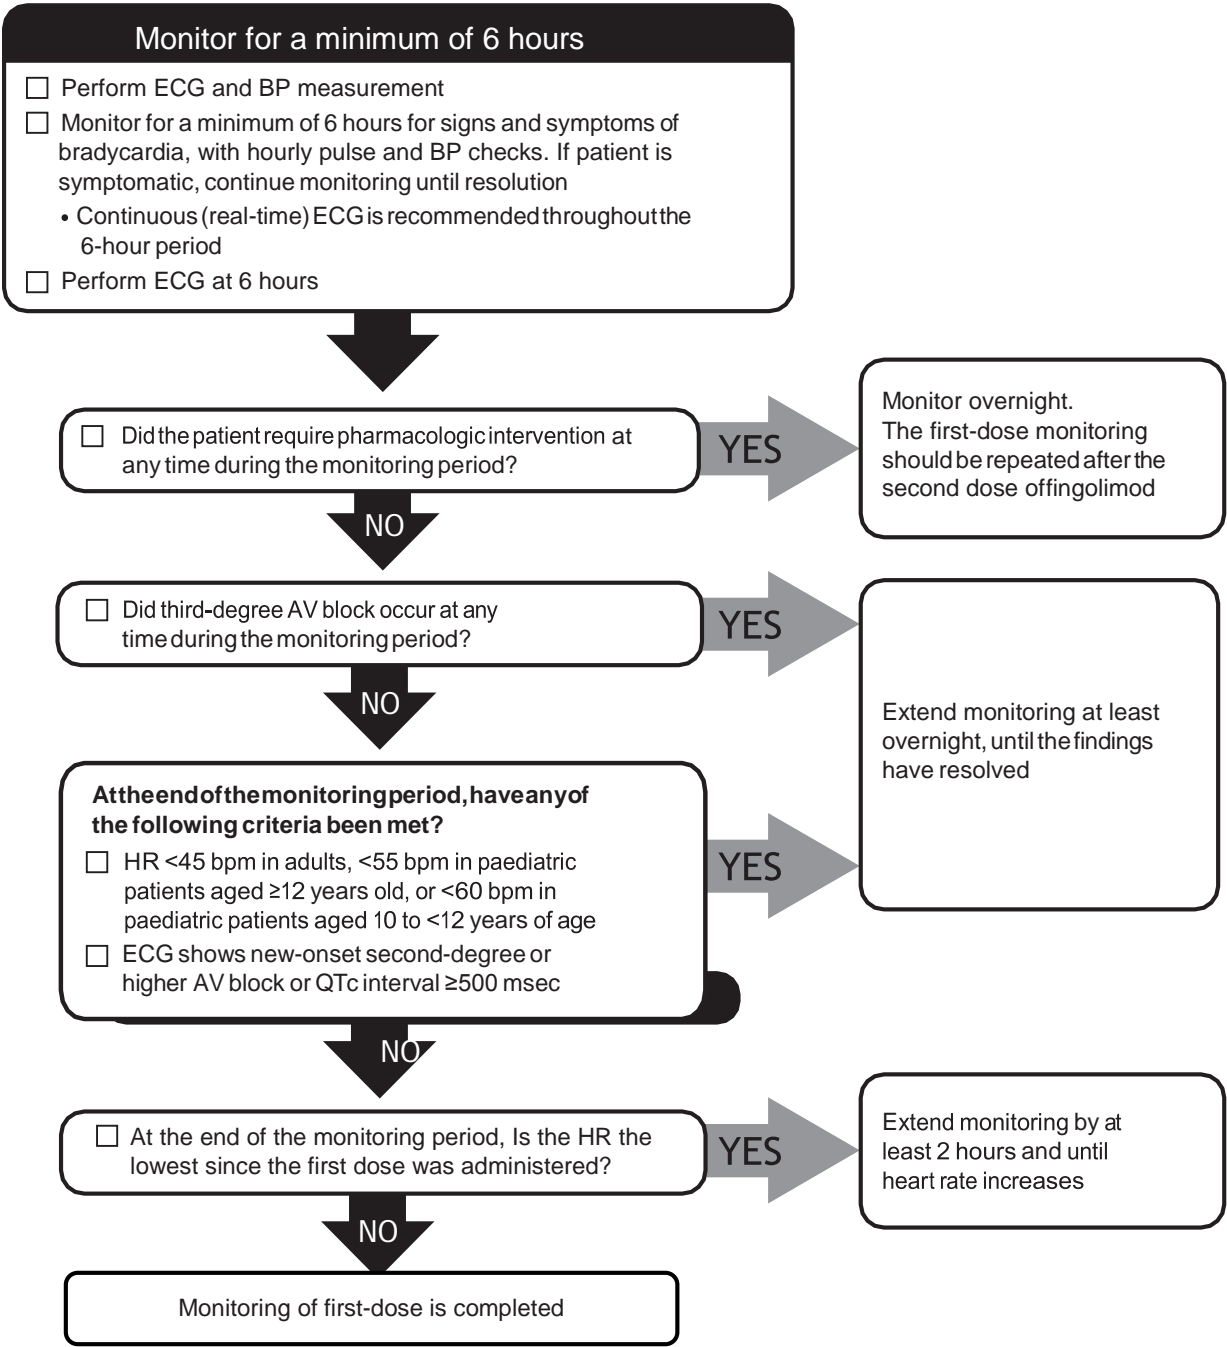 Monitor for a minimum of 6 hours
Perform ECG and BP measurement
Monitor for a minimum of 6 hours for signs and symptoms of
bradycardia, with hourly pulse and BP checks. If patient is
symptomatic, continue monitoring until resolution
• Continuous (real-time) ECG is recommended throughout the
6-hour period
Perform ECG at 6 hours
Did the patient require pharmacologic intervention at
any time during the monitoring period?
YES
Monitor overnight.
The first-dose monitoring
should be repeated after the
second dose offingolimod
NO
Did third-degree AV block occur at any
time during the monitoring period?
YES
Extend monitoring at least
overnight, until the findings
have resolved
NO
At the end of the monitoring period, have any of
the following criteria been met?
HR <45 bpm in adults, <55 bpm in paediatric
patients aged ≥12 years old, or <60 bpm in
paediatric patients aged 10 to <12 years of age
ECG shows new-onset second-degree or
higher AV block or QTc interval ≥500 msec
YES
NO
At the end of the monitoring period, Is the HR the
lowest since the first dose was administered?
YES
Extend monitoring by at
least 2 hours and until
heart rate increases
NO
Monitoring of first-dose is completed